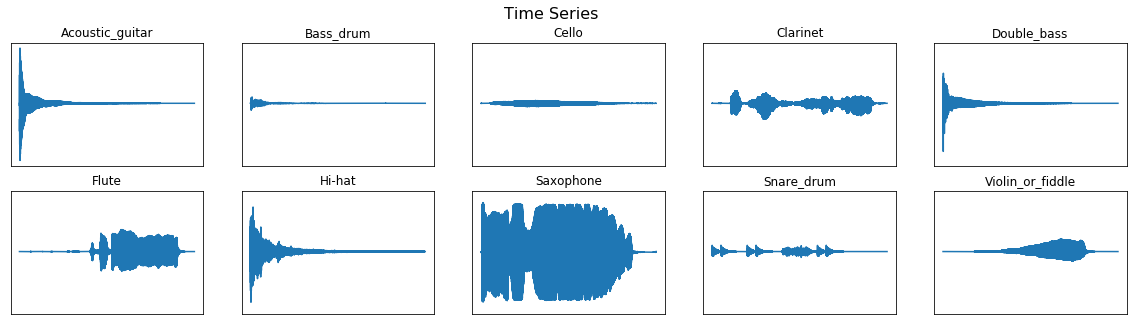 Time Series
Acoustic_guitar
Bass_drum
Cello
Clarinet
Double_bass
Flute
Hi-hat
Saxophone
Snare_drum
Violin_or_fiddle